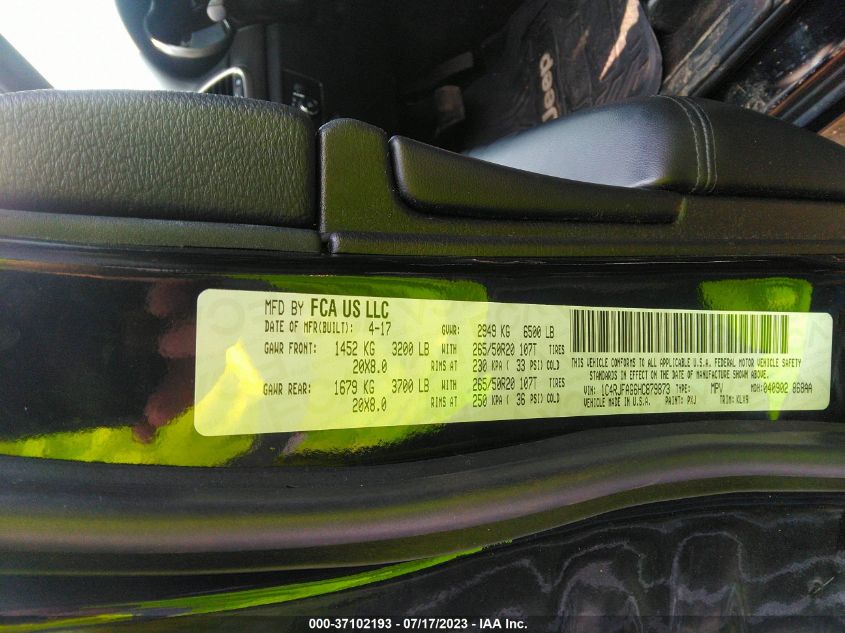 Jeep
MFD BY FCA US LLC
DATE OF MFR(BUILT): 4-17 GVWR: 2949 KG 6500 LB
GAWR FRONT: 1452 KG 3200 LB WITH 265/50R20 107T TIRES
20X8.0 RIMS AT 230 KPA ( 33 PSI) COLD
GAWR REAR: 1679 KG 3700 LB WITH 265/50R20 107T TIRES
20X8.0 RIMS AT 250 KPA ( 36 PSI) COLD
THIS VEHICLE CONFORMS TO ALL APPLICABLE U.S.A. FEDERAL MOTOR VEHICLE SAFETY
STANDARDS IN EFFECT ON THE DATE OF MANUFACTURE SHOWN ABOVE.
VIN: 1C4RJFAG6HC879873 TYPE: MPV MDH: 040902 868AA
VEHICLE MADE IN U.S.A. PAINT: PXJ TRIM: KLX9
000-37102193 - 07/17/2023 - IAA Inc.